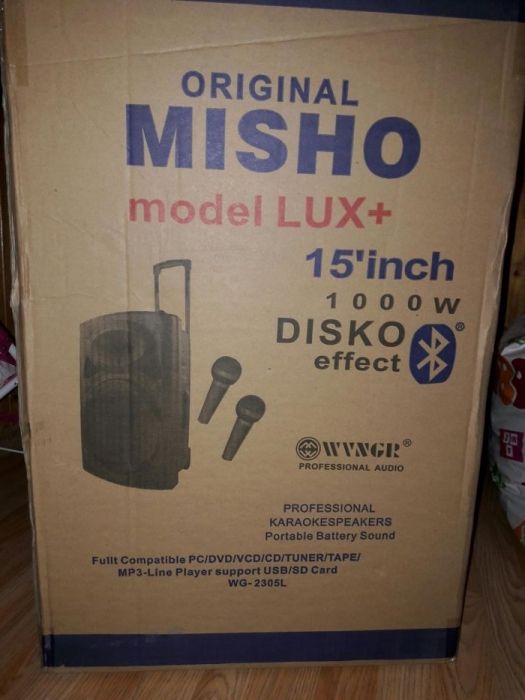 ORIGINAL
MISHO
model LUX+
15'inch
1000W
DISKO
effect
®
WVNGR®
PROFESSIONAL AUDIO
PROFESSIONAL
KARAOKESPEAKERS
Portable Battery Sound
Fullt Compatible PC/DVD/VCD/CD/TUNER/TAPE/
MP3-Line Player support USB/SD Card
WG-2305L